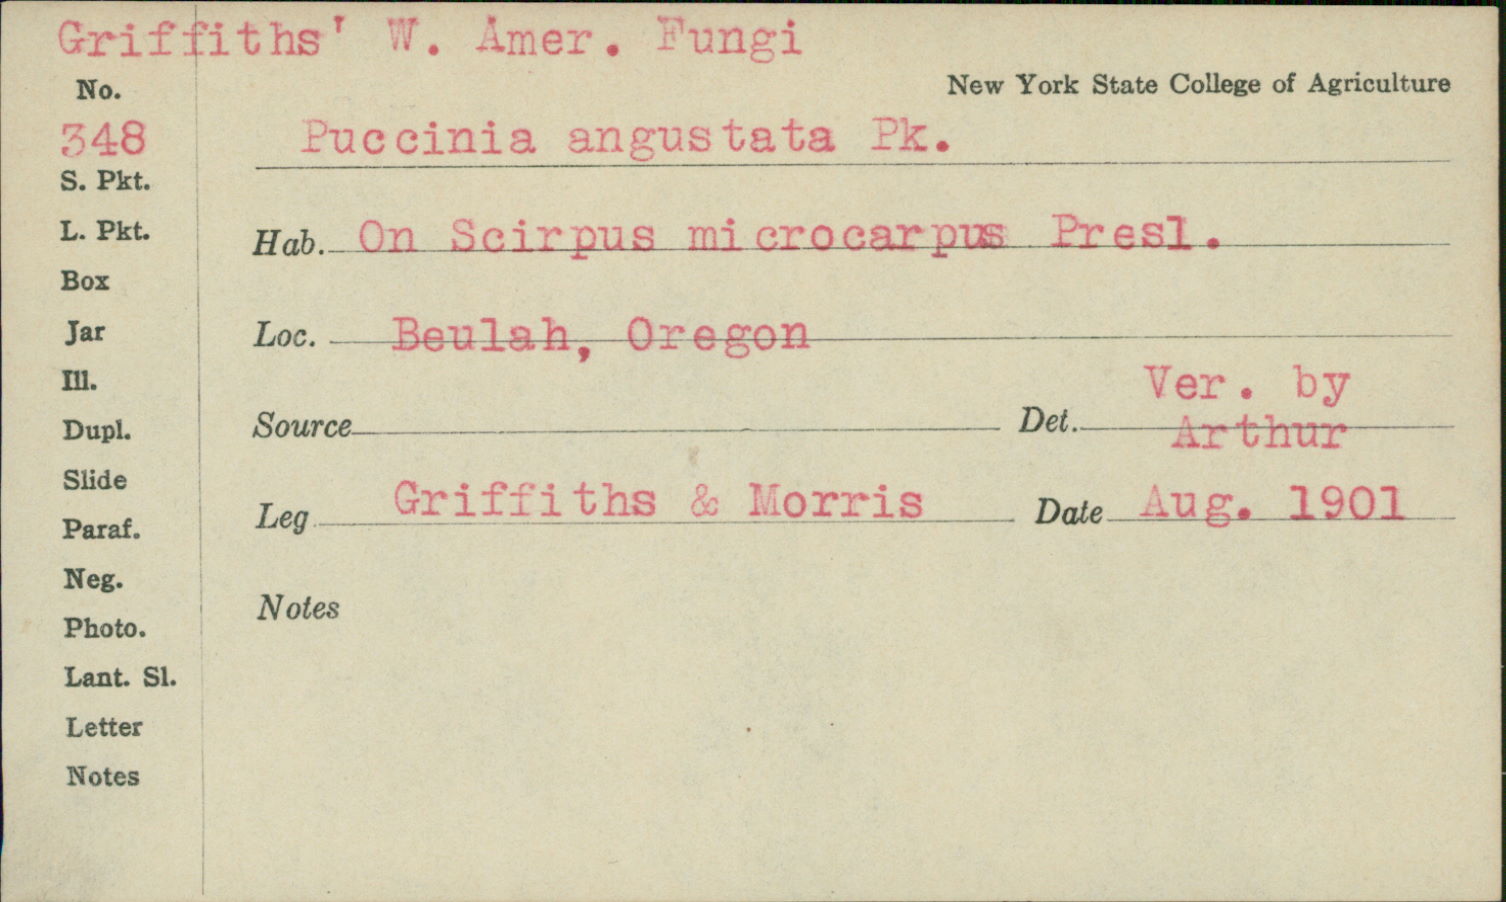 Griffiths' W. Amer. Fungi
No.
New York State College of Agriculture
348
Puccinia angustata Pk.
S. Pkt.
L. Pkt.
Hab. On Scirpus microcarpus Presl.
Box
Jar
Loc. Beulah, Oregon
Ill.
Ver. by
Dupl.
Source Det. Arthur
Slide
Leg Griffiths & Morris Date Aug. 1901
Paraf.
Neg.
Notes
Photo.
Lant. Sl.
Letter
Notes